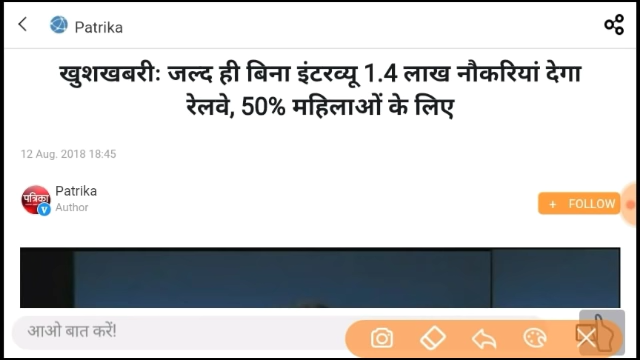 Patrika
खुशखबरीः जल्द ही बिना इंटरव्यू 1.4 लाख नौकरियां देगा
रेलवे, 50% महिलाओं के लिए
12 Aug. 2018 18:45
पत्रिका
Patrika
Author
+ FOLLOW
आओ बात करें!